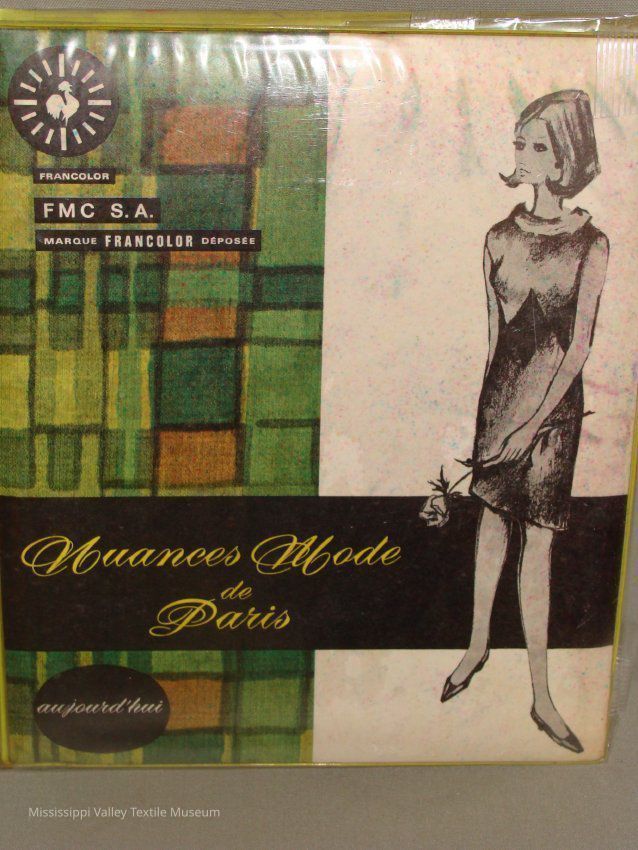 FRANCOLOR
FMC S.A.
MARQUE FRANCOLOR DÉPOSÉE
Nuances Mode
de
Paris
aujourd'hui
Mississippi Valley Textile Museum